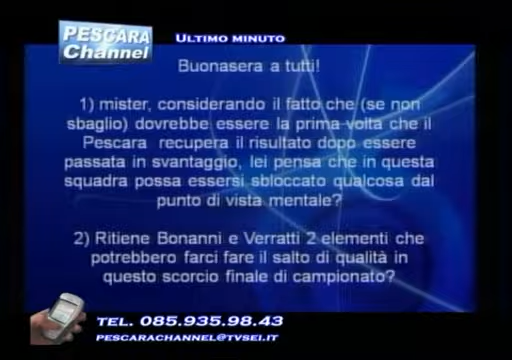 PESCARA
Channel
ULTIMO MINUTO
Buonasera a tutti!
1) mister, considerando il fatto che (se non
sbaglio) dovrebbe essere la prima volta che il
Pescara recupera il risultato dopo essere
passata in svantaggio, lei pensa che in questa
squadra possa essersi sbloccato qualcosa dal
punto di vista mentale?
2) Ritiene Bonanni e Verratti 2 elementi che
potrebbero farci fare il salto di qualità in
questo scorcio finale di campionato?
TEL. 085.935.98.43
PESCARACHANNEL@TVSEI.IT